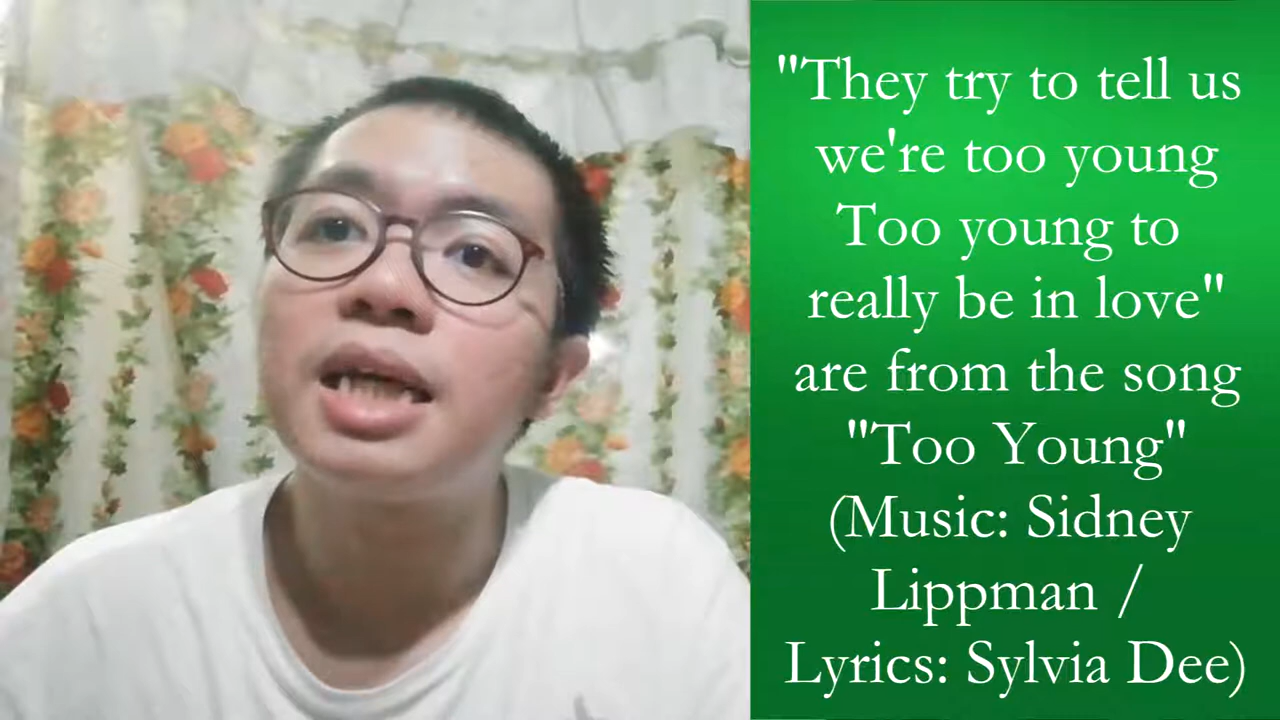 "They try to tell us
we're too young
Too young to
really be in love"
are from the song
"Too Young"
(Music: Sidney
Lippman /
Lyrics: Sylvia Dee)